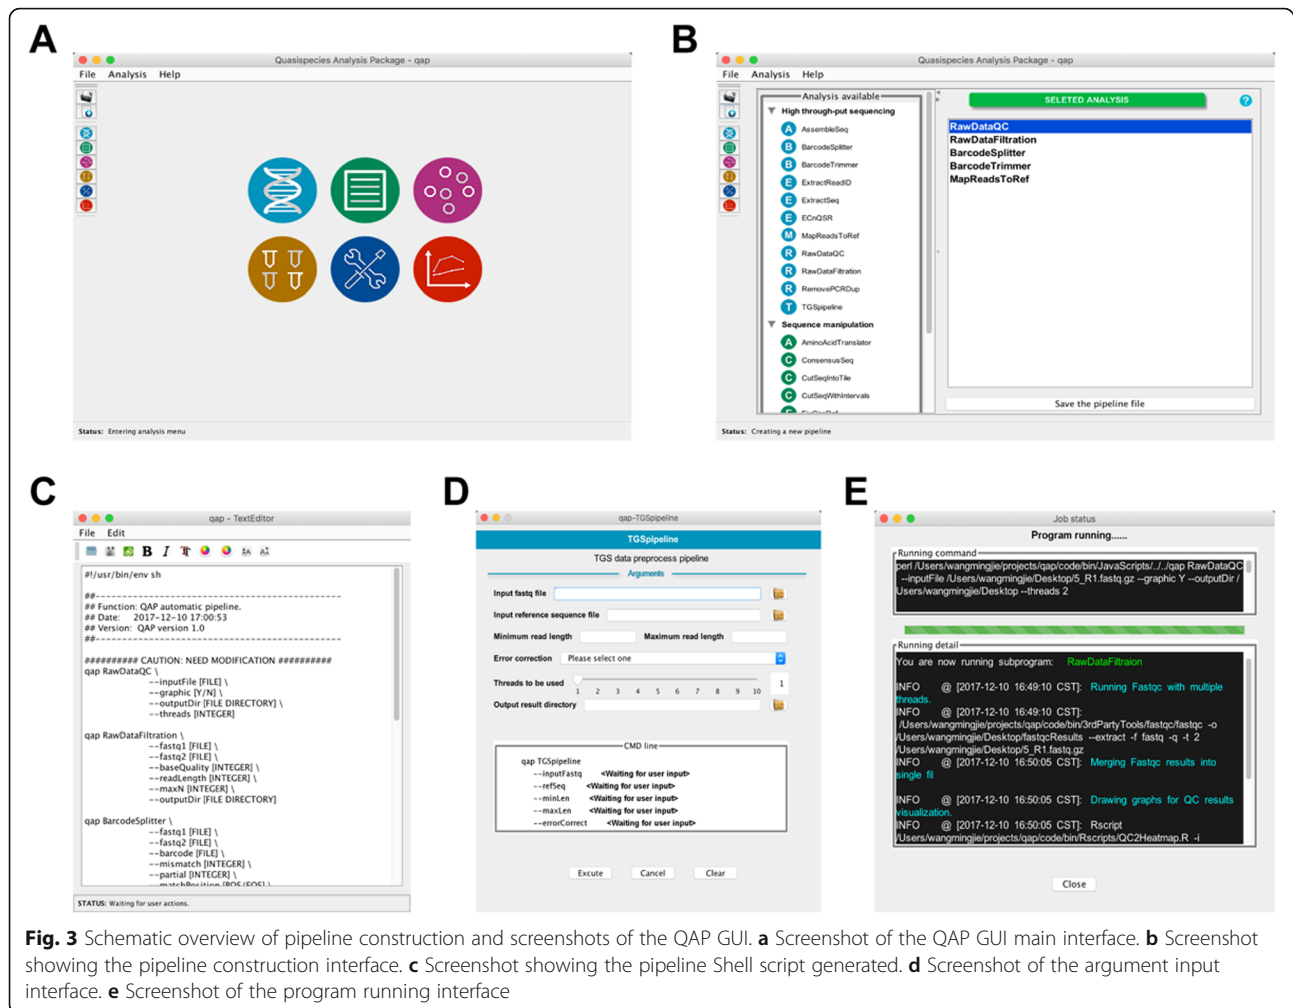 A
Quasispecies Analysis Package - qap
File Analysis Help
Status: Entering analysis menu
B
Quasispecies Analysis Package - qap
File Analysis Help
Analysis available
High through-put sequencing
A AssembleSeq
B BarcodeSplitter
B BarcodeTrimmer
E ExtractReadID
E ExtractSeq
E ECnQSR
M MapReadsToRef
R RawDataQC
R RawDataFiltration
R RemovePCRDup
T TGSpipeline
Sequence manipulation
A AminoAcidTranslator
C ConsensusSeq
C CutSeqIntoTile
C CutSeqWithIntervals
SELETED ANALYSIS
?
RawDataQC
RawDataFiltration
BarcodeSplitter
BarcodeTrimmer
MapReadsToRef
Save the pipeline file
Status: Creating a new pipeline
C
qap - TextEditor
File Edit
B I T
#!/usr/bin/env sh
##------------------------------------------------
## Function: QAP automatic pipeline.
## Date: 2017-12-10 17:00:53
## Version: QAP version 1.0
##------------------------------------------------
########## CAUTION: NEED MODIFICATION ##########
qap RawDataQC \
--inputFile [FILE] \
--graphic [Y/N] \
--outputDir [FILE DIRECTORY] \
--threads [INTEGER]
qap RawDataFiltration \
--fastq1 [FILE] \
--fastq2 [FILE] \
--baseQuality [INTEGER] \
--readLength [INTEGER] \
--maxN [INTEGER] \
--outputDir [FILE DIRECTORY]
qap BarcodeSplitter \
--fastq1 [FILE] \
--fastq2 [FILE] \
--barcode [FILE] \
--mismatch [INTEGER] \
--partial [INTEGER] \
--matchPosition [BOS/EOS] \
STATUS: Waiting for user actions.
D
qap-TGSpipeline
TGSpipeline
TGS data preprocess pipeline
Arguments
Input fastq file
Input reference sequence file
Minimum read length Maximum read length
Error correction Please select one
Threads to be used 1
1 2 3 4 5 6 7 8 9 10
Output result directory
CMD line
qap TGSpipeline
--inputFastq <Waiting for user input>
--refSeq <Waiting for user input>
--minLen <Waiting for user input>
--maxLen <Waiting for user input>
--errorCorrect <Waiting for user input>
Excute Cancel Clear
E
Job status
Program running......
Running command
perl /Users/wangmingjie/projects/qap/code/bin/JavaScripts/../../qap RawDataQC
--inputFile /Users/wangmingjie/Desktop/5_R1.fastq.gz --graphic Y --outputDir /
Users/wangmingjie/Desktop --threads 2
Running detail
You are now running subprogram: RawDataFiltraion
INFO @ [2017-12-10 16:49:10 CST]: Running Fastqc with multiple
threads.
INFO @ [2017-12-10 16:49:10 CST]:
/Users/wangmingjie/projects/qap/code/bin/3rdPartyTools/fastqc/fastqc -o
/Users/wangmingjie/Desktop/fastqcResults --extract -f fastq -q -t 2
/Users/wangmingjie/Desktop/5_R1.fastq.gz
INFO @ [2017-12-10 16:50:05 CST]: Merging Fastqc results into
single fil
INFO @ [2017-12-10 16:50:05 CST]: Drawing graphs for QC results
visualization.
INFO @ [2017-12-10 16:50:05 CST]: Rscript
/Users/wangmingjie/projects/qap/code/bin/Rscripts/QC2Heatmap.R -i
Close
Fig. 3 Schematic overview of pipeline construction and screenshots of the QAP GUI. a Screenshot of the QAP GUI main interface. b Screenshot
showing the pipeline construction interface. c Screenshot showing the pipeline Shell script generated. d Screenshot of the argument input
interface. e Screenshot of the program running interface